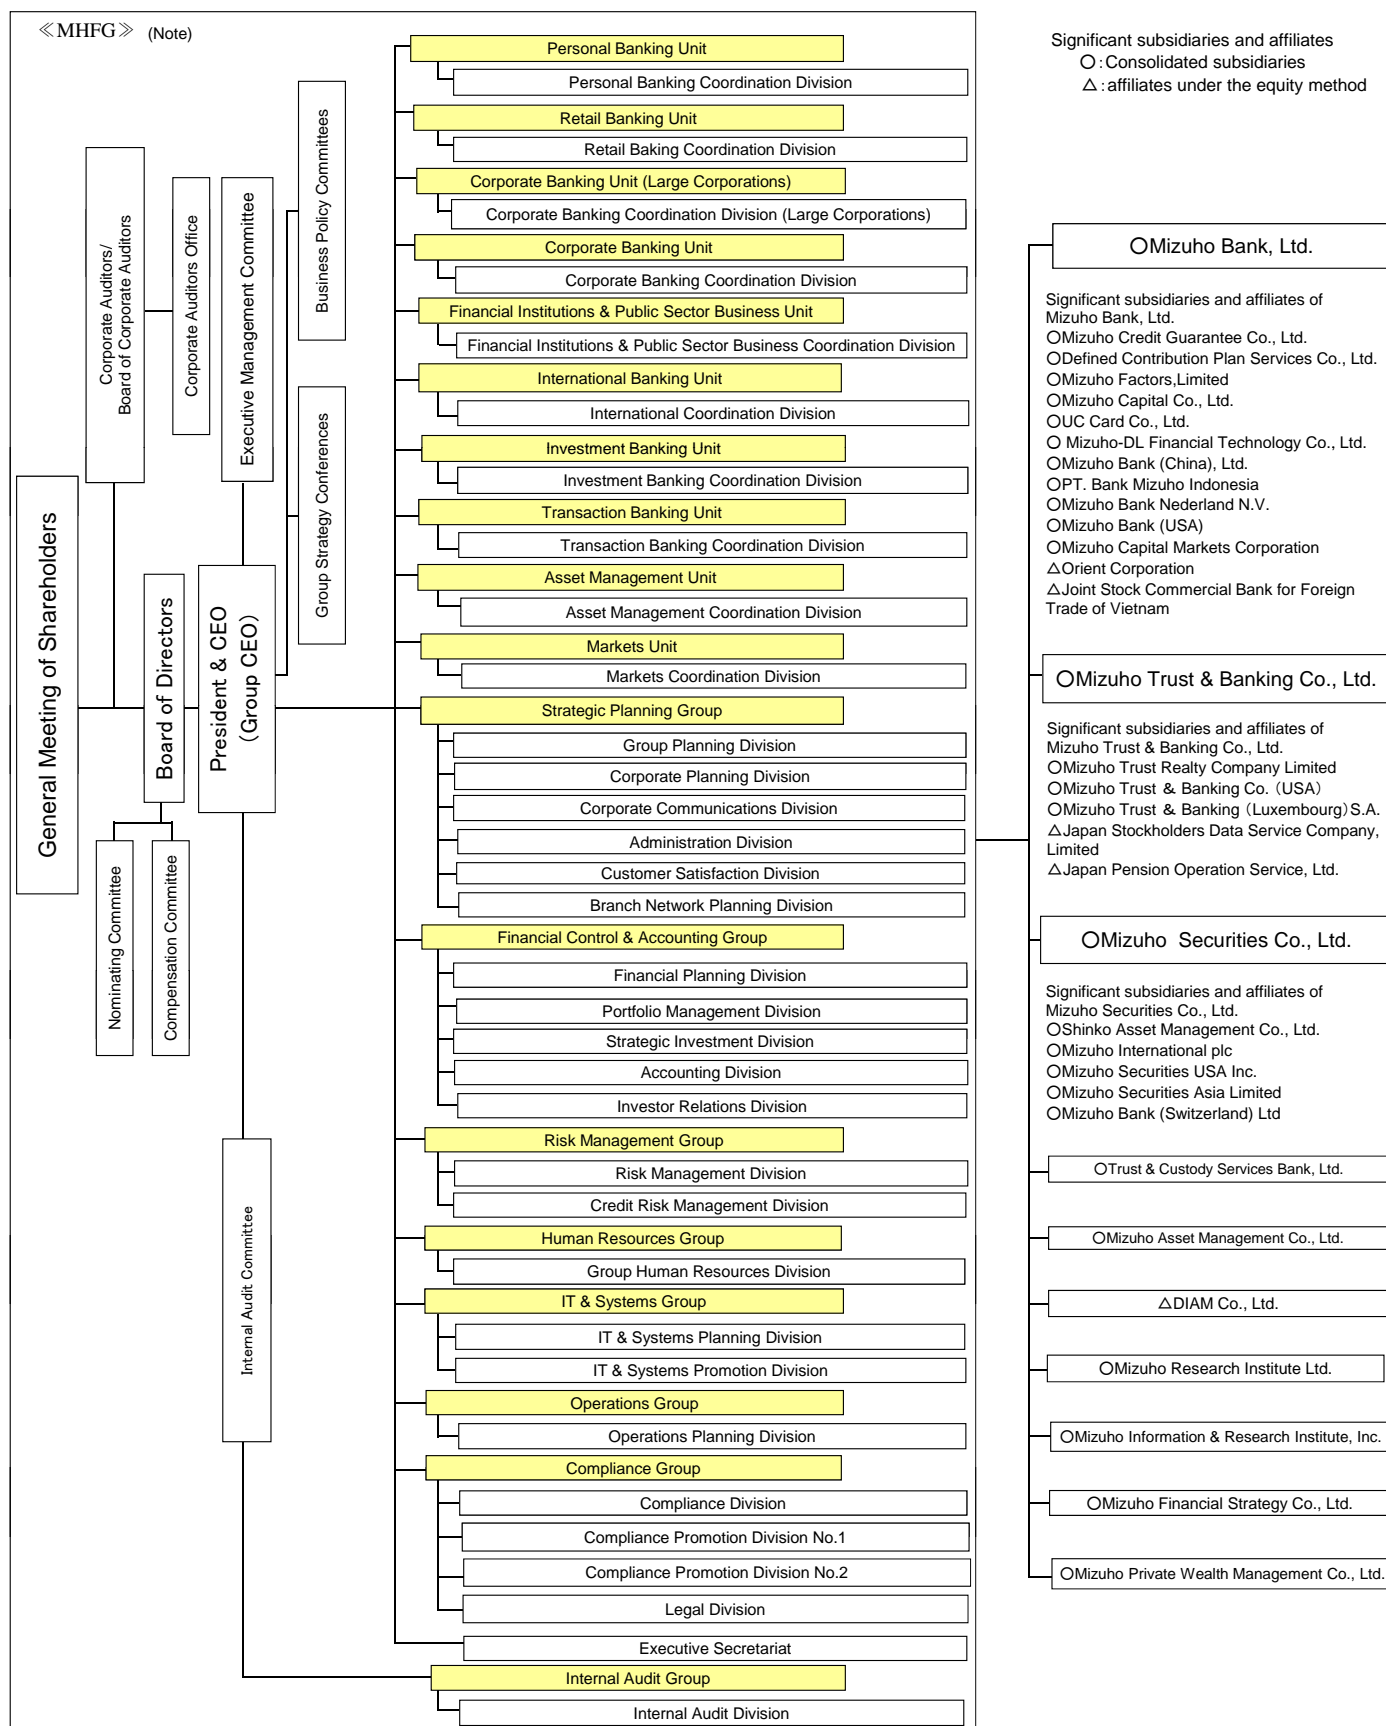 ≪MHFG≫ (Note)
General Meeting of Shareholders
Corporate Auditors/
Board of Corporate Auditors
Corporate Auditors Office
Board of Directors
Nominating Committee
Compensation Committee
Executive Management Committee
President & CEO
(Group CEO)
Internal Audit Committee
Business Policy Committees
Group Strategy Conferences
Personal Banking Unit
Personal Banking Coordination Division
Retail Banking Unit
Retail Baking Coordination Division
Corporate Banking Unit (Large Corporations)
Corporate Banking Coordination Division (Large Corporations)
Corporate Banking Unit
Corporate Banking Coordination Division
Financial Institutions & Public Sector Business Unit
Financial Institutions & Public Sector Business Coordination Division
International Banking Unit
International Coordination Division
Investment Banking Unit
Investment Banking Coordination Division
Transaction Banking Unit
Transaction Banking Coordination Division
Asset Management Unit
Asset Management Coordination Division
Markets Unit
Markets Coordination Division
Strategic Planning Group
Group Planning Division
Corporate Planning Division
Corporate Communications Division
Administration Division
Customer Satisfaction Division
Branch Network Planning Division
Financial Control & Accounting Group
Financial Planning Division
Portfolio Management Division
Strategic Investment Division
Accounting Division
Investor Relations Division
Risk Management Group
Risk Management Division
Credit Risk Management Division
Human Resources Group
Group Human Resources Division
IT & Systems Group
IT & Systems Planning Division
IT & Systems Promotion Division
Operations Group
Operations Planning Division
Compliance Group
Compliance Division
Compliance Promotion Division No.1
Compliance Promotion Division No.2
Legal Division
Executive Secretariat
Internal Audit Group
Internal Audit Division
Significant subsidiaries and affiliates
○:Consolidated subsidiaries
△:affiliates under the equity method
○Mizuho Bank, Ltd.
Significant subsidiaries and affiliates of
Mizuho Bank, Ltd.
○Mizuho Credit Guarantee Co., Ltd.
○Defined Contribution Plan Services Co., Ltd.
○Mizuho Factors,Limited
○Mizuho Capital Co., Ltd.
○UC Card Co., Ltd.
○ Mizuho-DL Financial Technology Co., Ltd.
○Mizuho Bank (China), Ltd.
○PT. Bank Mizuho Indonesia
○Mizuho Bank Nederland N.V.
○Mizuho Bank (USA)
○Mizuho Capital Markets Corporation
△Orient Corporation
△Joint Stock Commercial Bank for Foreign
Trade of Vietnam
○Mizuho Trust & Banking Co., Ltd.
Significant subsidiaries and affiliates of
Mizuho Trust & Banking Co., Ltd.
○Mizuho Trust Realty Company Limited
○Mizuho Trust & Banking Co. (USA)
○Mizuho Trust & Banking (Luxembourg)S.A.
△Japan Stockholders Data Service Company,
Limited
△Japan Pension Operation Service, Ltd.
○Mizuho Securities Co., Ltd.
Significant subsidiaries and affiliates of
Mizuho Securities Co., Ltd.
○Shinko Asset Management Co., Ltd.
○Mizuho International plc
○Mizuho Securities USA Inc.
○Mizuho Securities Asia Limited
○Mizuho Bank (Switzerland) Ltd
○Trust & Custody Services Bank, Ltd.
○Mizuho Asset Management Co., Ltd.
△DIAM Co., Ltd.
○Mizuho Research Institute Ltd.
○Mizuho Information & Research Institute, Inc.
○Mizuho Financial Strategy Co., Ltd.
○Mizuho Private Wealth Management Co., Ltd.